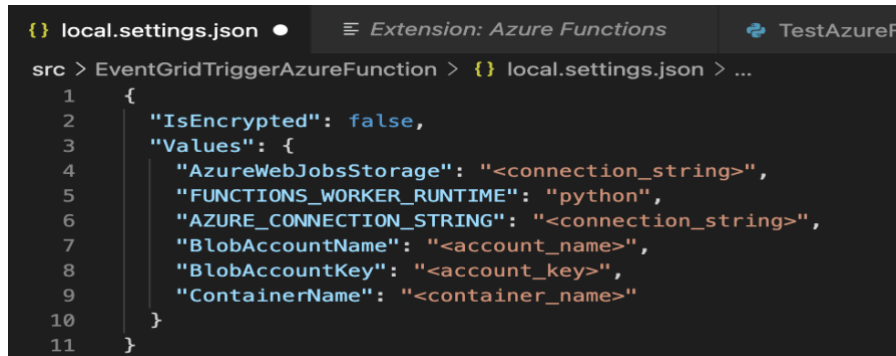 {} local.settings.json ● Extension: Azure Functions TestAzureF
src > EventGridTriggerAzureFunction > {} local.settings.json > ...
1 {
2 "IsEncrypted": false,
3 "Values": {
4 "AzureWebJobsStorage": "<connection_string>",
5 "FUNCTIONS_WORKER_RUNTIME": "python",
6 "AZURE_CONNECTION_STRING": "<connection_string>",
7 "BlobAccountName": "<account_name>",
8 "BlobAccountKey": "<account_key>",
9 "ContainerName": "<container_name>"
10 }
11 }